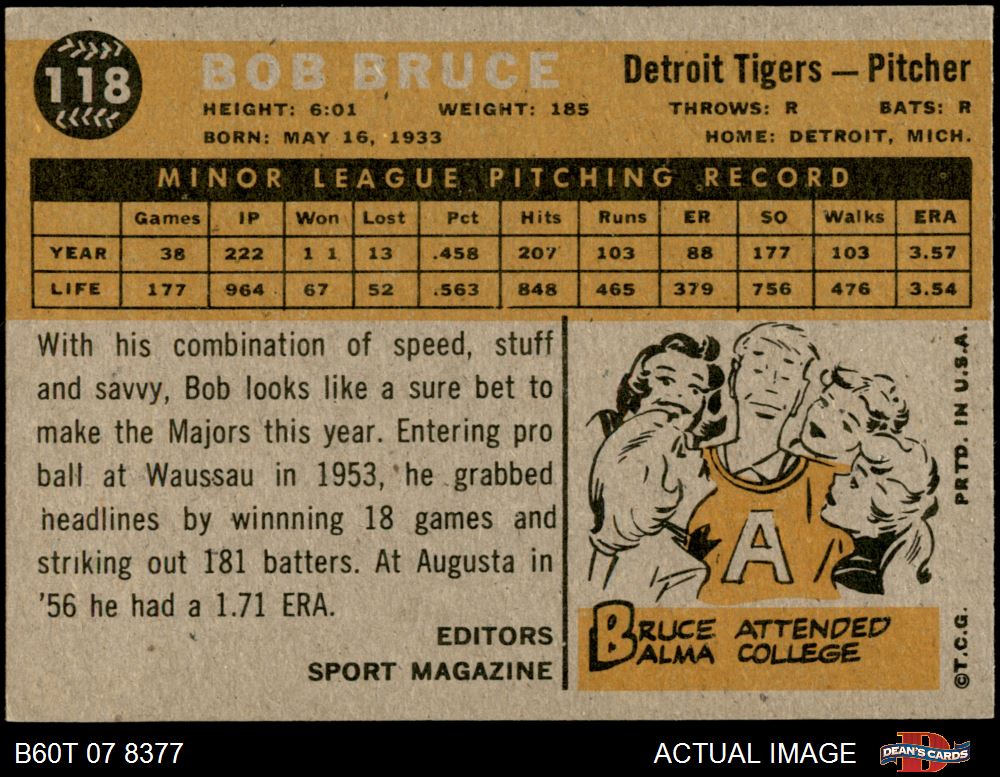 118
BOB BRUCE
Detroit Tigers — Pitcher
HEIGHT: 6:01 WEIGHT: 185 THROWS: R BATS: R
BORN: MAY 16, 1933 HOME: DETROIT, MICH.
MINOR LEAGUE PITCHING RECORD
Games IP Won Lost Pct Hits Runs ER SO Walks ERA
YEAR 38 222 11 13 .458 207 103 88 177 103 3.57
LIFE 177 964 67 52 .563 848 465 379 756 476 3.54
With his combination of speed, stuff
and savvy, Bob looks like a sure bet to
make the Majors this year. Entering pro
ball at Waussau in 1953, he grabbed
headlines by winnning 18 games and
striking out 181 batters. At Augusta in
'56 he had a 1.71 ERA.
EDITORS
SPORT MAGAZINE
A
BRUCE ATTENDED
ALMA COLLEGE
PRTD. IN U.S.A.
©T.C.G.
B60T 07 8377
ACTUAL IMAGE
D
DEAN'S CARDS